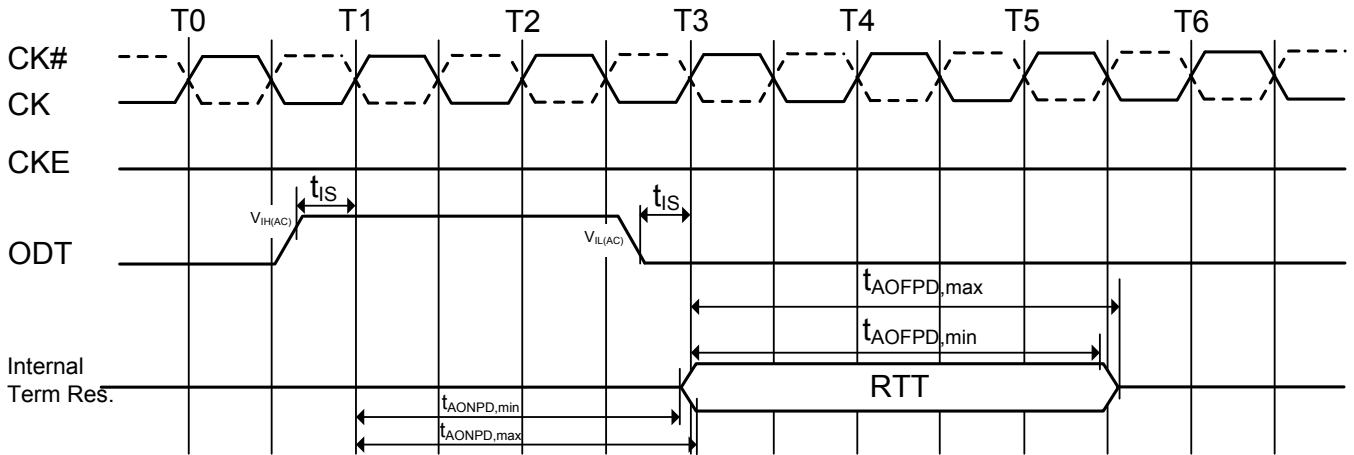 T0 T1 T2 T3 T4 T5 T6
CK#
CK
CKE
tIS
tIS
VIH(AC)
VIL(AC)
ODT
tAOFPD,max
tAOFPD,min
Internal
Term Res.
RTT
tAONPD,min
tAONPD,max